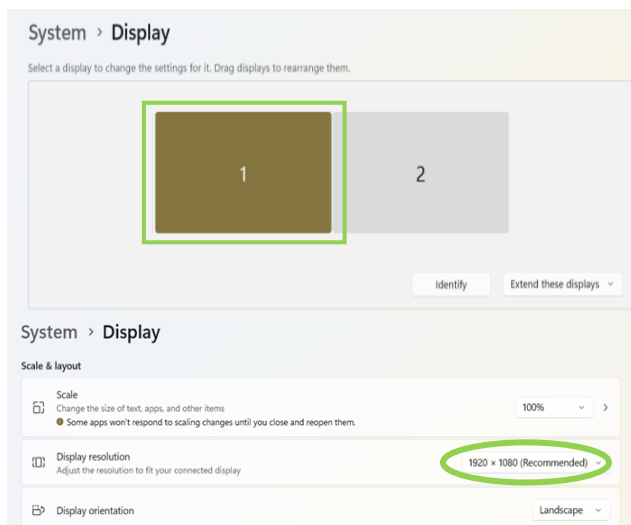 System > Display
Select a display to change the settings for it. Drag displays to rearrange them.
1 2
Identify Extend these displays
System > Display
Scale & layout
Scale
Change the size of text, apps, and other items
Some apps won't respond to scaling changes until you close and reopen them.
100%
Display resolution
Adjust the resolution to fit your connected display
1920 × 1080 (Recommended)
Display orientation
Landscape